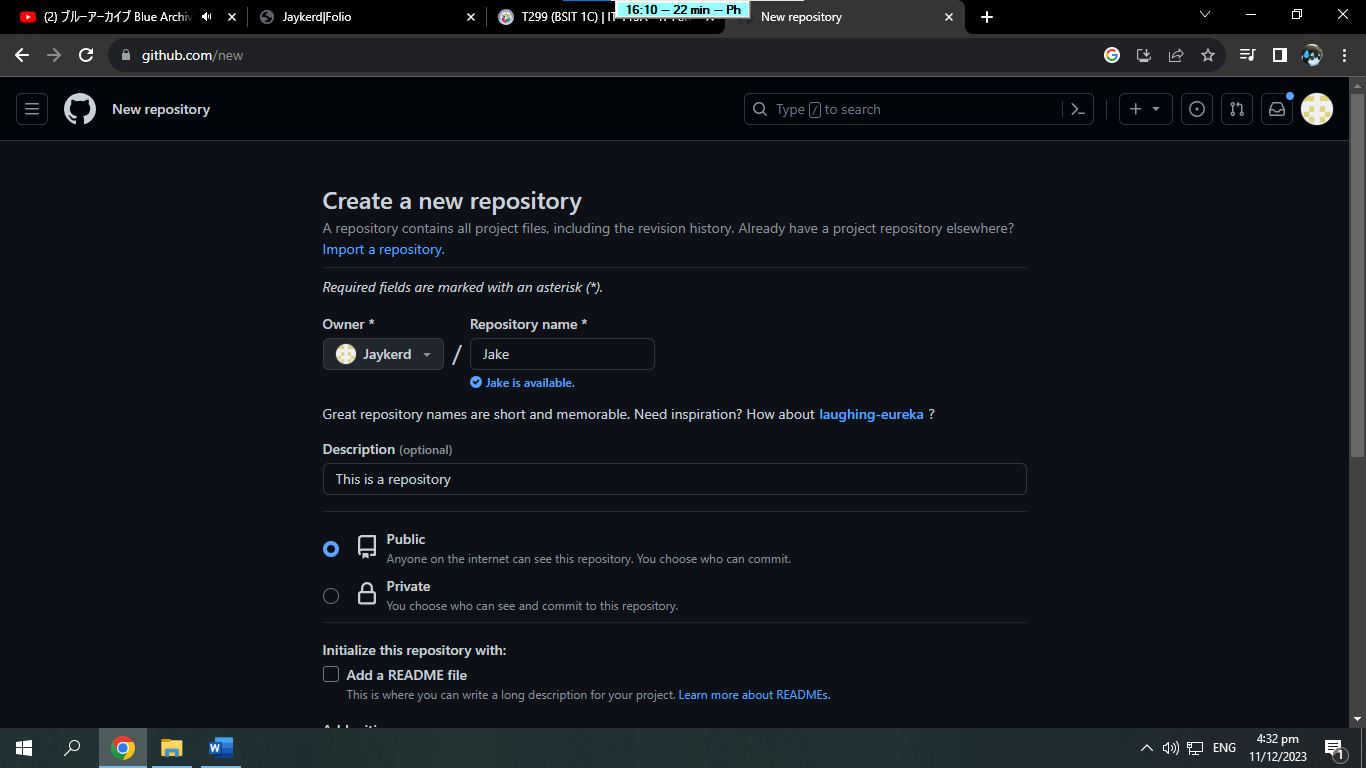 (2) ブルーアーカイブ Blue Archiv
Jaykerd|Folio
T299 (BSIT 1C) | IT
16:10 — 22 min — Ph
New repository
github.com/new
New repository
Type / to search
Create a new repository
A repository contains all project files, including the revision history. Already have a project repository elsewhere?
Import a repository.
Required fields are marked with an asterisk (*).
Owner *
Repository name *
Jaykerd
/
Jake
Jake is available.
Great repository names are short and memorable. Need inspiration? How about laughing-eureka ?
Description (optional)
This is a repository
Public
Anyone on the internet can see this repository. You choose who can commit.
Private
You choose who can see and commit to this repository.
Initialize this repository with:
Add a README file
This is where you can write a long description for your project. Learn more about READMEs.
W
ENG
4:32 pm
11/12/2023
1